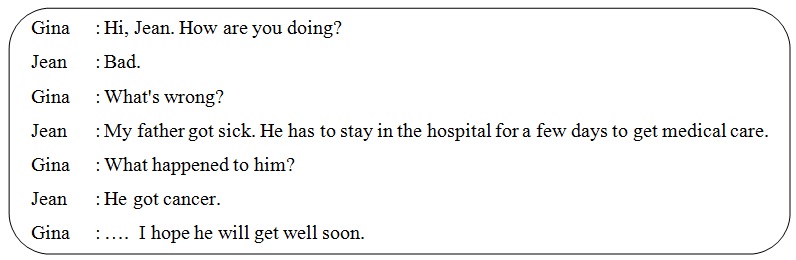 Gina : Hi, Jean. How are you doing?
Jean : Bad.
Gina : What's wrong?
Jean : My father got sick. He has to stay in the hospital for a few days to get medical care.
Gina : What happened to him?
Jean : He got cancer.
Gina : .... I hope he will get well soon.